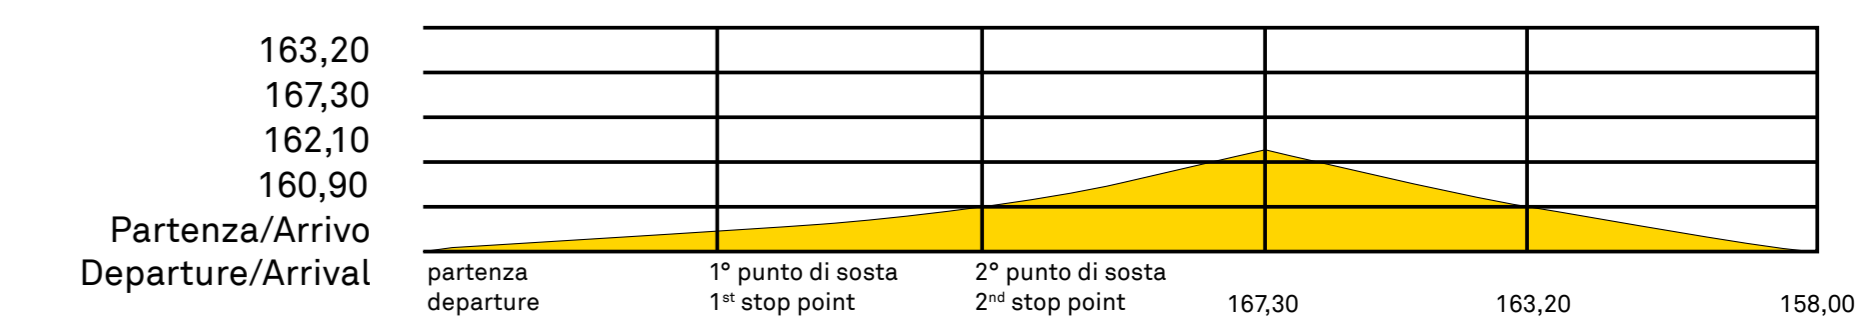 163,20
167,30
162,10
160,90
Partenza/Arrivo
Departure/Arrival
partenza
departure
1° punto di sosta
1st stop point
2° punto di sosta
2nd stop point
167,30
163,20
158,00